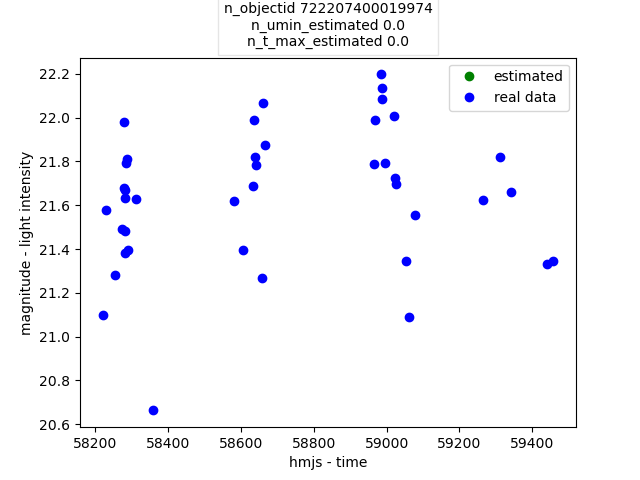 n_objectid 722207400019974
n_umin_estimated 0.0
n_t_max_estimated 0.0
estimated
real data
magnitude - light intensity
22.2
22.0
21.8
21.6
21.4
21.2
21.0
20.8
20.6
58200 58400 58600 58800 59000 59200 59400
hmjs - time